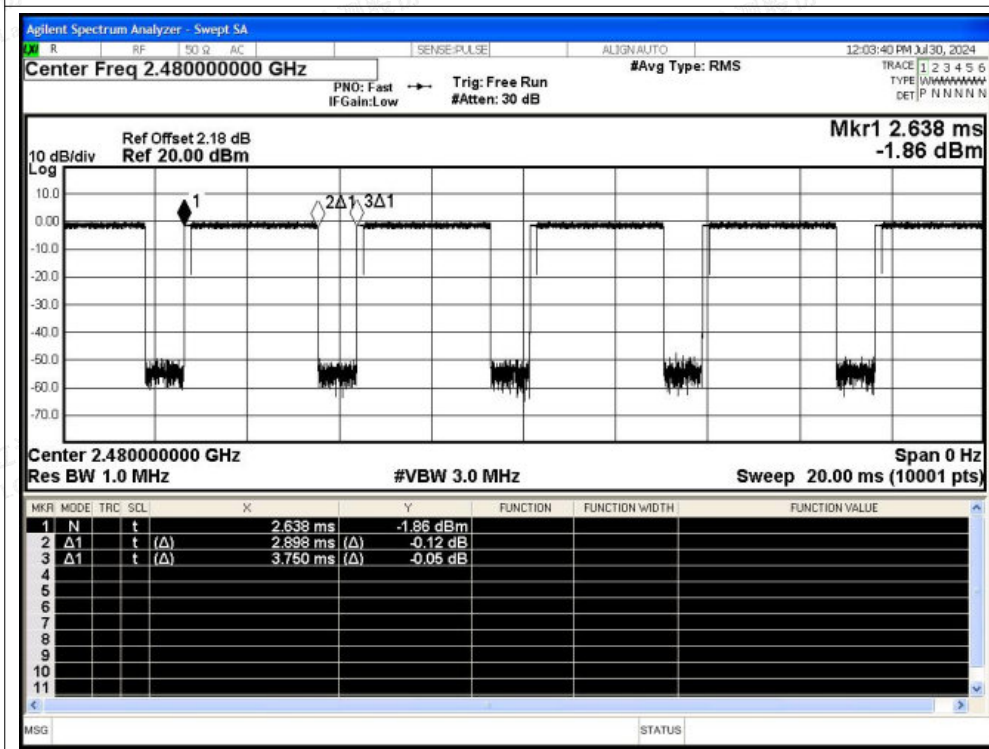 Agilent Spectrum Analyzer - Swept SA
LXI R RF 50 Ω AC SENSE:PULSE ALIGN AUTO 12:03:40 PM Jul 30, 2024
Center Freq 2.480000000 GHz #Avg Type: RMS TRACE 1 2 3 4 5 6
PNO: Fast Trig: Free Run TYPE WWWWWW
IFGain:Low #Atten: 30 dB DET P N N N N N
Mkr1 2.638 ms
-1.86 dBm
Ref Offset 2.18 dB
10 dB/div Ref 20.00 dBm
Log
10.0
0.00
-10.0
-20.0
-30.0
-40.0
-50.0
-60.0
-70.0
1 2Δ1 3Δ1
Center 2.480000000 GHz Span 0 Hz
Res BW 1.0 MHz #VBW 3.0 MHz Sweep 20.00 ms (10001 pts)
MKR MODE TRC SCL X Y FUNCTION FUNCTION WIDTH FUNCTION VALUE
1 N t 2.638 ms -1.86 dBm
2 Δ1 t (Δ) 2.898 ms (Δ) -0.12 dB
3 Δ1 t (Δ) 3.750 ms (Δ) -0.05 dB
4
5
6
7
8
9
10
11
MSG STATUS